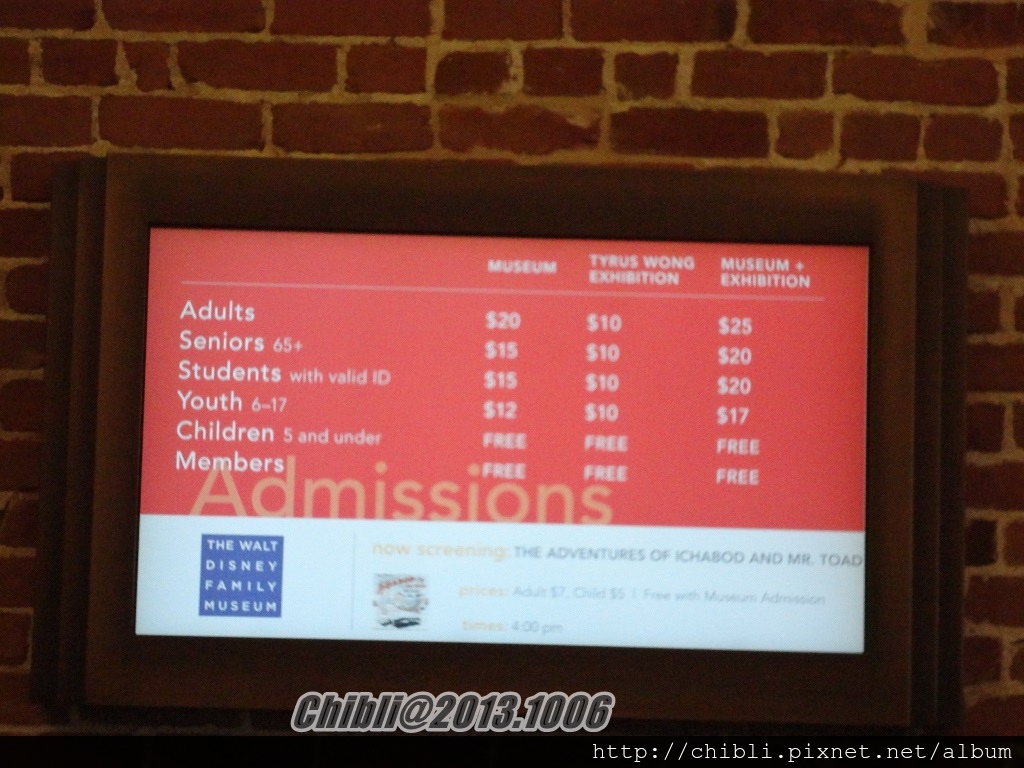 MUSEUM TYRUS WONG EXHIBITION MUSEUM + EXHIBITION
Adults $20 $10 $25
Seniors 65+ $15 $10 $20
Students with valid ID $15 $10 $20
Youth 6–17 $12 $10 $17
Children 5 and under FREE FREE FREE
Members FREE FREE FREE
Admissions
THE WALT
DISNEY
FAMILY
MUSEUM
now screening: THE ADVENTURES OF ICHABOD AND MR. TOAD
prices: Adult $7, Child $5 | Free with Museum Admission
times: 4:00 pm
Chibli@2013.1006
http://chibli.pixnet.net/album